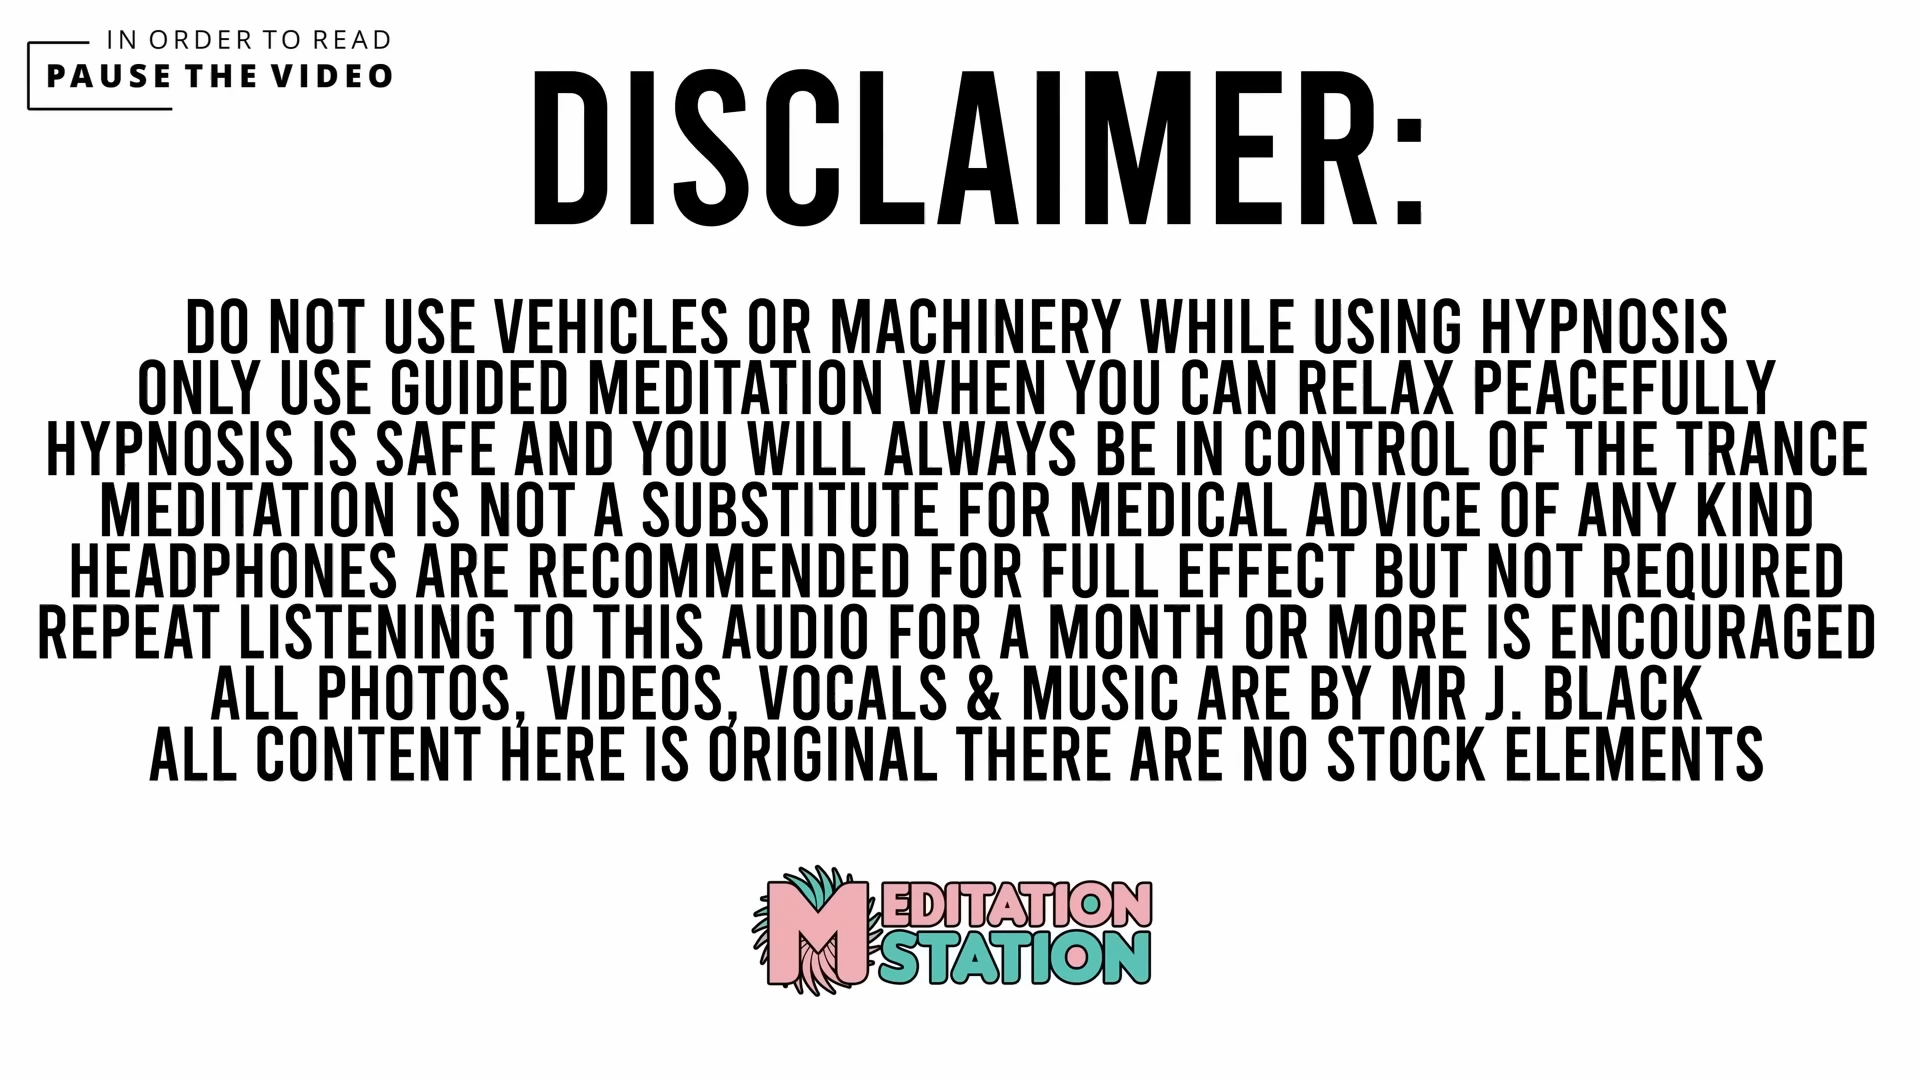 IN ORDER TO READ
PAUSE THE VIDEO
DISCLAIMER:
DO NOT USE VEHICLES OR MACHINERY WHILE USING HYPNOSIS
ONLY USE GUIDED MEDITATION WHEN YOU CAN RELAX PEACEFULLY
HYPNOSIS IS SAFE AND YOU WILL ALWAYS BE IN CONTROL OF THE TRANCE
MEDITATION IS NOT A SUBSTITUTE FOR MEDICAL ADVICE OF ANY KIND
HEADPHONES ARE RECOMMENDED FOR FULL EFFECT BUT NOT REQUIRED
REPEAT LISTENING TO THIS AUDIO FOR A MONTH OR MORE IS ENCOURAGED
ALL PHOTOS, VIDEOS, VOCALS & MUSIC ARE BY MR J. BLACK
ALL CONTENT HERE IS ORIGINAL THERE ARE NO STOCK ELEMENTS
MEDITATION
STATION